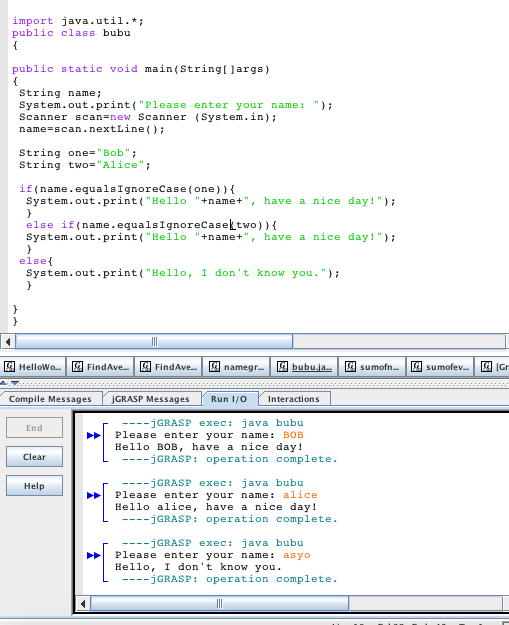 import java.util.*;
public class bubu
{
public static void main(String[]args)
{
String name;
System.out.print("Please enter your name: ");
Scanner scan=new Scanner (System.in);
name=scan.nextLine();
String one="Bob";
String two="Alice";
if(name.equalsIgnoreCase(one)){
System.out.print("Hello "+name+", have a nice day!");
}
else if(name.equalsIgnoreCase(two)){
System.out.print("Hello "+name+", have a nice day!");
}
else{
System.out.print("Hello, I don't know you.");
}
}
}
HelloWo... FindAve... FindAve... namegr... bubu.ja... sumofn... sumofev... [Gr
Compile Messages jGRASP Messages Run I/O Interactions
End
Clear
Help
----jGRASP exec: java bubu
Please enter your name: BOB
Hello BOB, have a nice day!
----jGRASP: operation complete.
----jGRASP exec: java bubu
Please enter your name: alice
Hello alice, have a nice day!
----jGRASP: operation complete.
----jGRASP exec: java bubu
Please enter your name: asyo
Hello, I don't know you.
----jGRASP: operation complete.